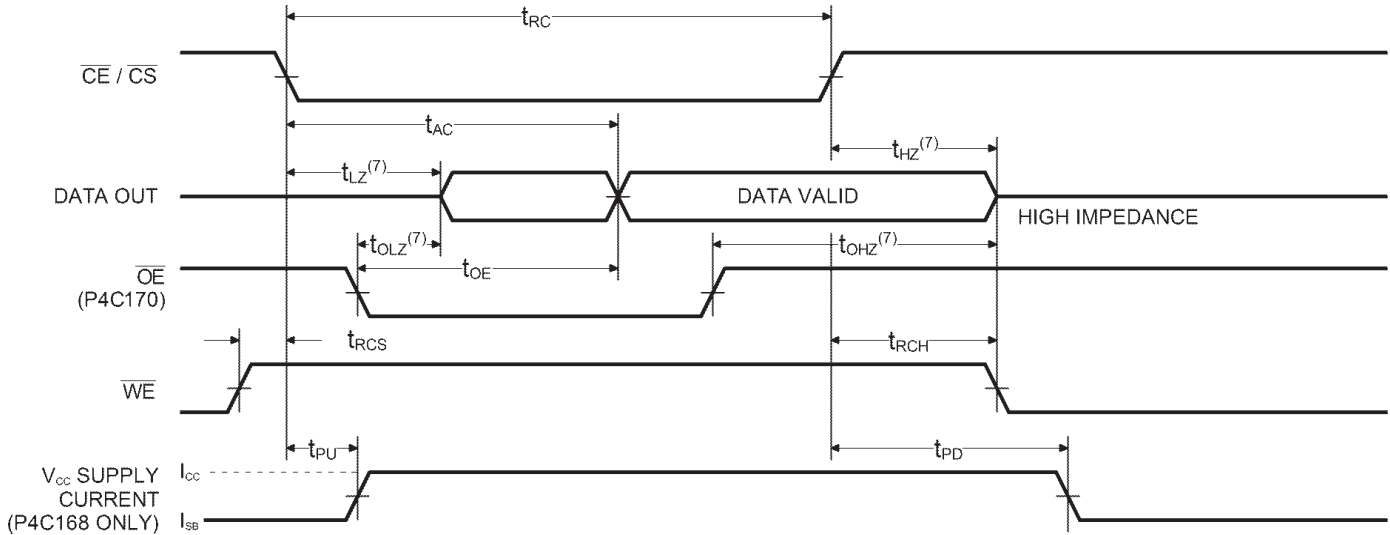 tRC
CE / CS
tAC
tHZ(7)
tLZ(7)
DATA OUT
DATA VALID
HIGH IMPEDANCE
tOLZ(7)
tOHZ(7)
OE
(P4C170)
tOE
tRCS
tRCH
WE
tPU
tPD
VCC SUPPLY
CURRENT
(P4C168 ONLY)
ICC
ISB